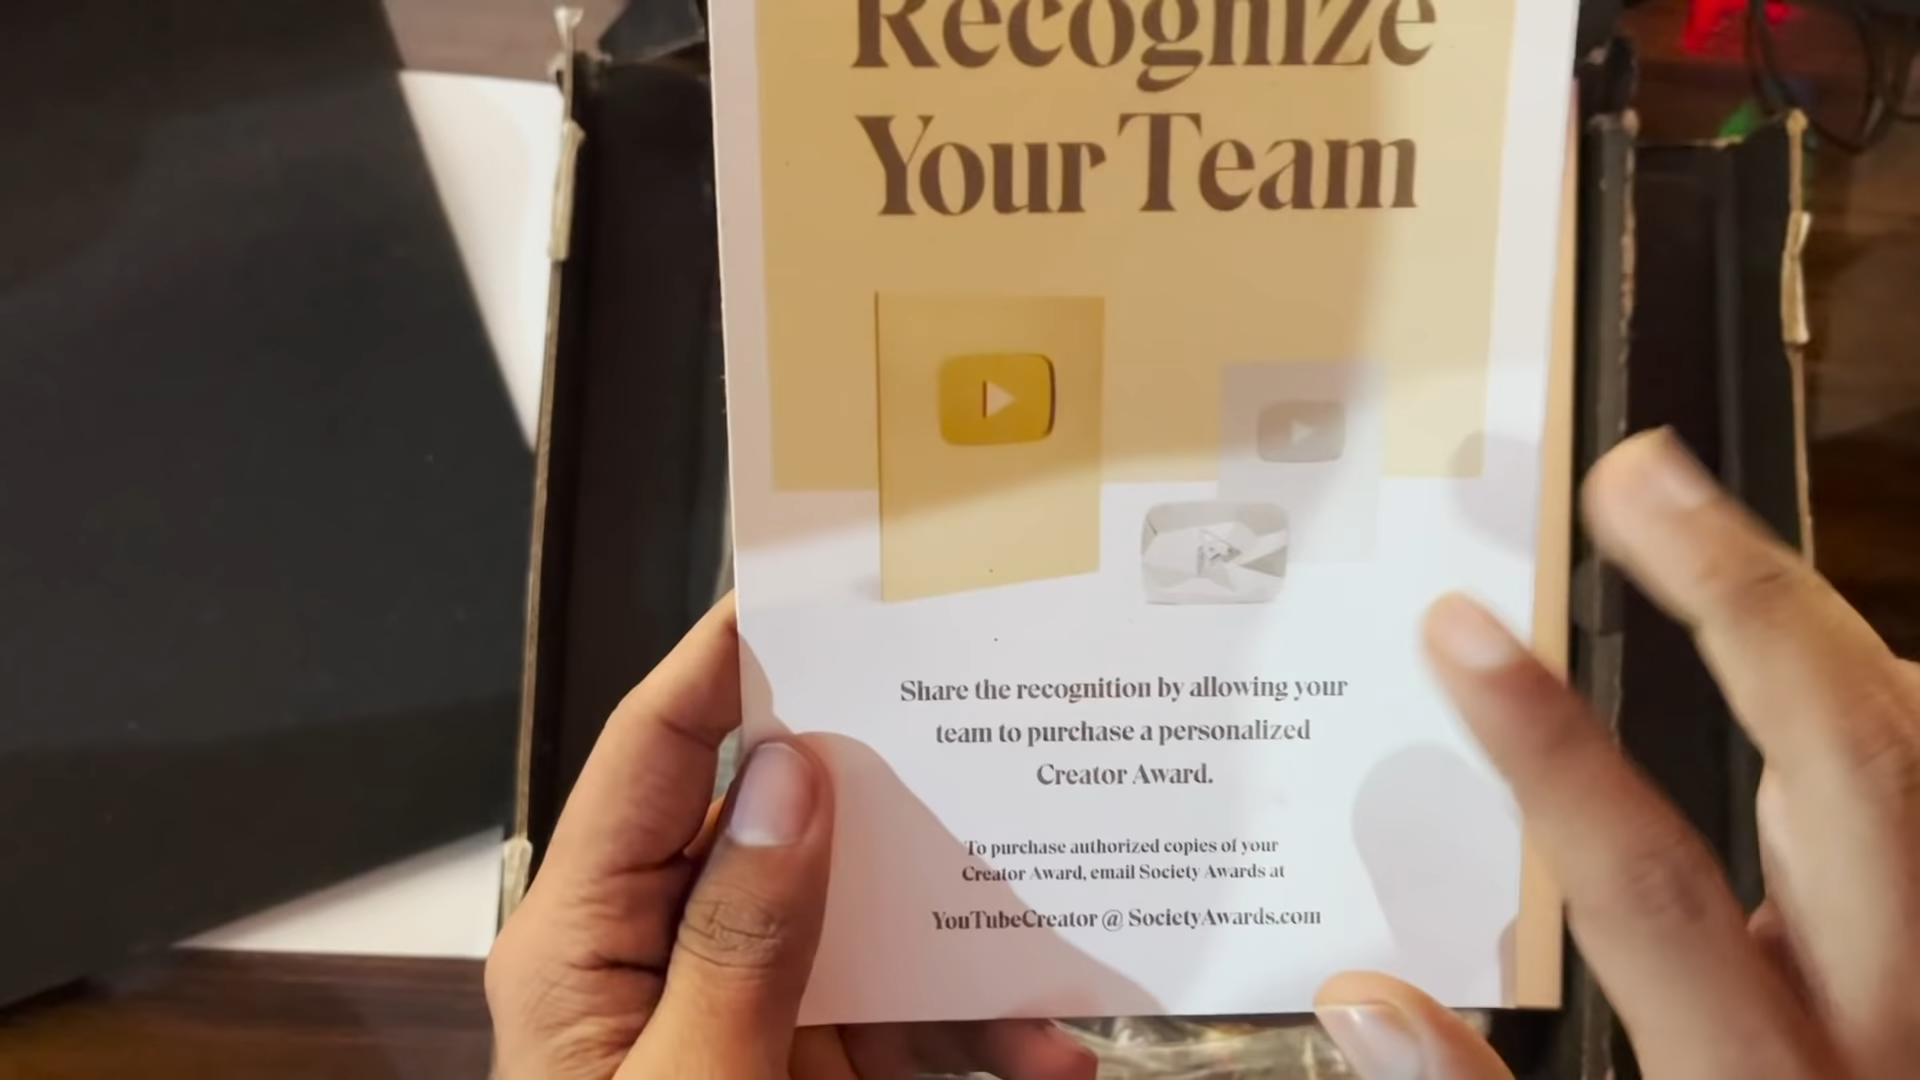 Recognize
Your Team
Share the recognition by allowing your
team to purchase a personalized
Creator Award.
To purchase authorized copies of your
Creator Award, email Society Awards at
YouTubeCreator @ SocietyAwards.com